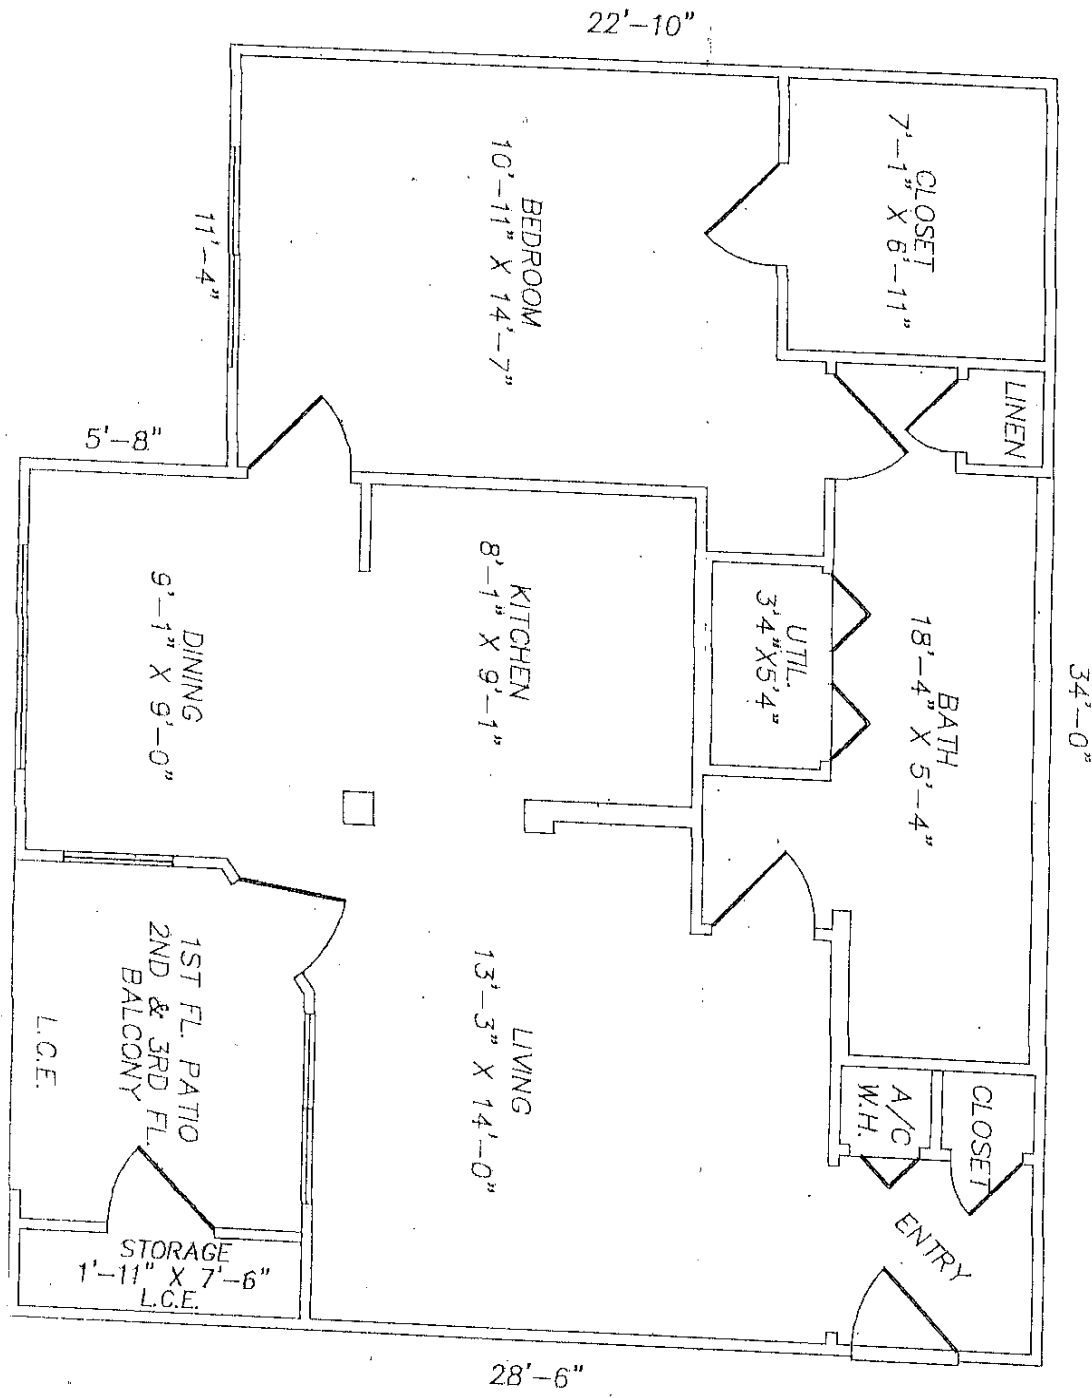 22'-10"
CLOSET
7'-1" X 6'-11"
BEDROOM
10'-11" X 14'-7"
11'-4"
LINEN
5'-8"
KITCHEN
8'-1" X 9'-1"
UTIL.
3'4"X5'4"
BATH
18'-4" X 5'-4"
34'-0"
DINING
9'-1" X 9'-0"
LIVING
13'-3" X 14'-0"
1ST FL. PATIO
2ND & 3RD FL.
BALCONY
L.C.E.
A/C
W.H.
CLOSET
ENTRY
STORAGE
1'-11" X 7'-6"
L.C.E.
28'-6"